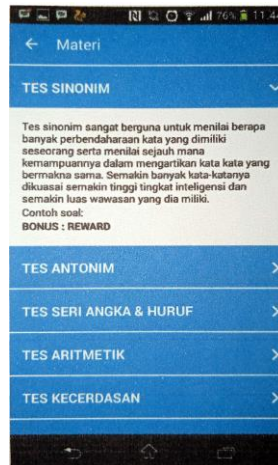 76% 11:4
Materi
TES SINONIM
Tes sinonim sangat berguna untuk menilai berapa
banyak perbendaharaan kata yang dimiliki
seseorang serta menilai sejauh mana
kemampuannya dalam mengartikan kata kata yang
bermakna sama. Semakin banyak kata-katanya
dikuasai semakin tinggi tingkat inteligensi dan
semakin luas wawasan yang dia miliki.
Contoh soal:
BONUS : REWARD
TES ANTONIM
TES SERI ANGKA & HURUF
TES ARITMETIK
TES KECERDASAN